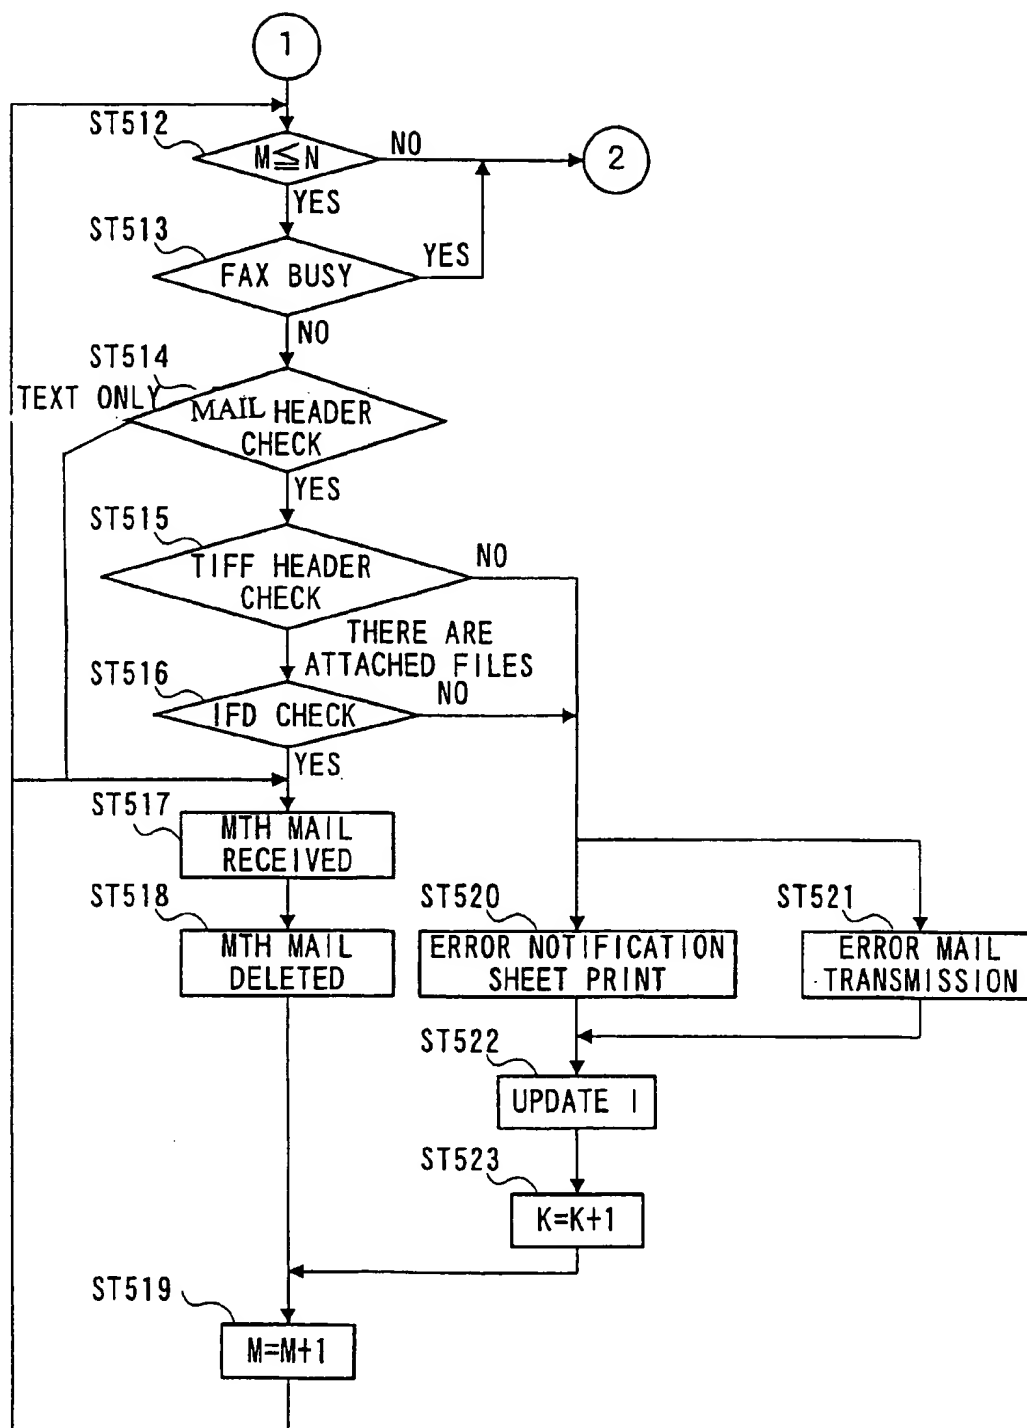 1
ST512
M≦N
NO
2
YES
ST513
FAX BUSY
YES
NO
ST514
TEXT ONLY
MAIL HEADER
CHECK
YES
ST515
TIFF HEADER
CHECK
NO
THERE ARE
ATTACHED FILES
ST516
IFD CHECK
NO
YES
ST517
MTH MAIL
RECEIVED
ST518
MTH MAIL
DELETED
ST520
ERROR NOTIFICATION
SHEET PRINT
ST521
ERROR MAIL
TRANSMISSION
ST522
UPDATE I
ST523
K=K+1
ST519
M=M+1